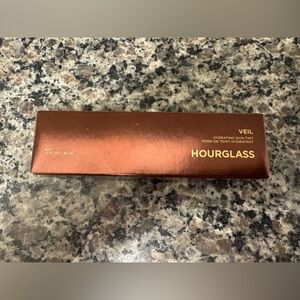 VEIL
HYDRATING SKIN TINT
FOND DE TEINT HYDRATANT
HOURGLASS